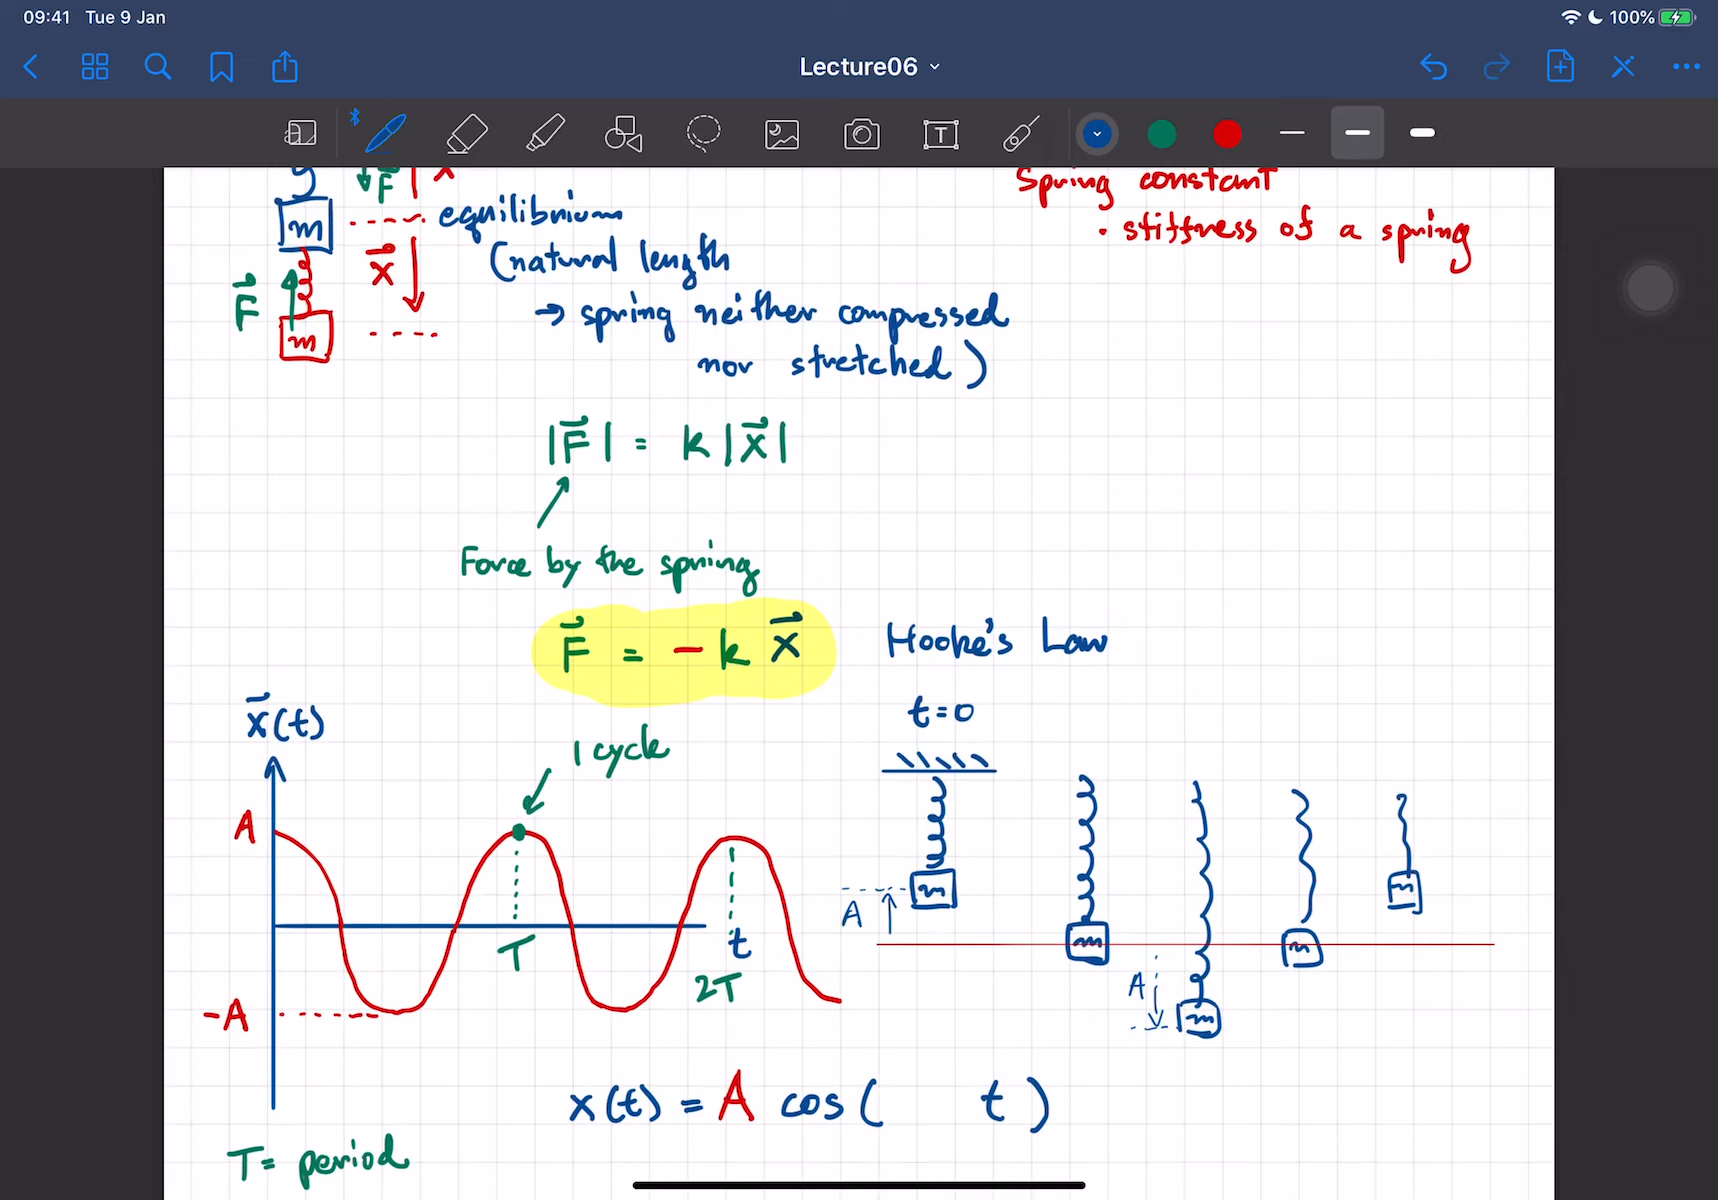 09:41 Tue 9 Jan
100%
Lecture06
T
F⃗
x
Spring constant
· stiffness of a spring
m
equilibrium
(natural length
x⃗
F⃗
→ spring neither compressed
m
nor stretched)
|F⃗| = k|x⃗|
Force by the spring
F⃗ = -k x⃗
Hooke's Law
x⃗(t)
t=0
1 cycle
A
m
m
A
m
m
A
m
T
t
2T
-A
x(t) = A cos( t)
T= period